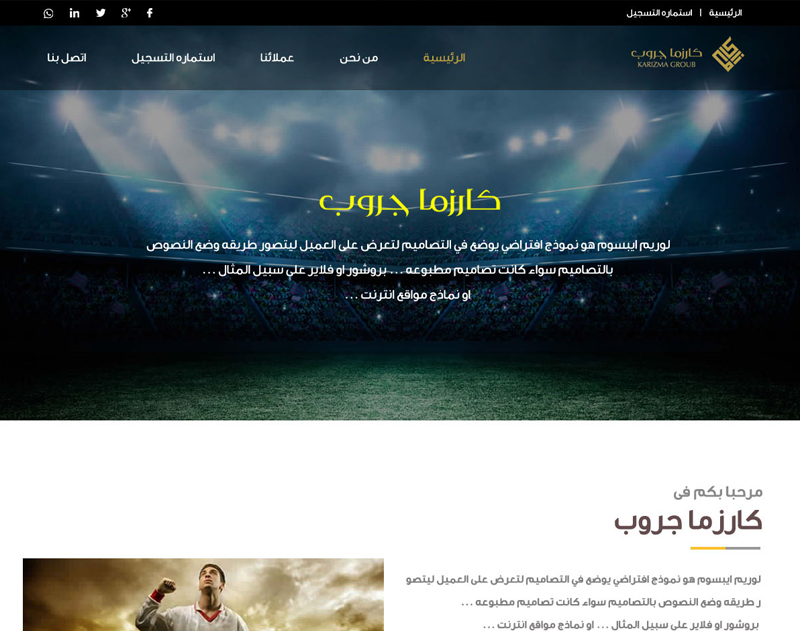 الرئيسية | استماره التسجيل
كارزما جروب
KARIZMA GROUB
الرئيسية
من نحن
عملائنا
استماره التسجيل
اتصل بنا
كارزما جروب
لوريم ايبسوم هو نموذج افتراضي يوضع في التصاميم لتعرض على العميل ليتصور طريقه وضع النصوص
بالتصاميم سواء كانت تصاميم مطبوعه ... بروشور او فلاير على سبيل المثال ...
او نماذج مواقع انترنت ...
مرحبا بكم فى
كارزما جروب
لوريم ايبسوم هو نموذج افتراضي يوضع في التصاميم لتعرض على العميل ليتصو
ر طريقه وضع النصوص بالتصاميم سواء كانت تصاميم مطبوعه ...
بروشور او فلاير على سبيل المثال ... او نماذج مواقع انترنت ...